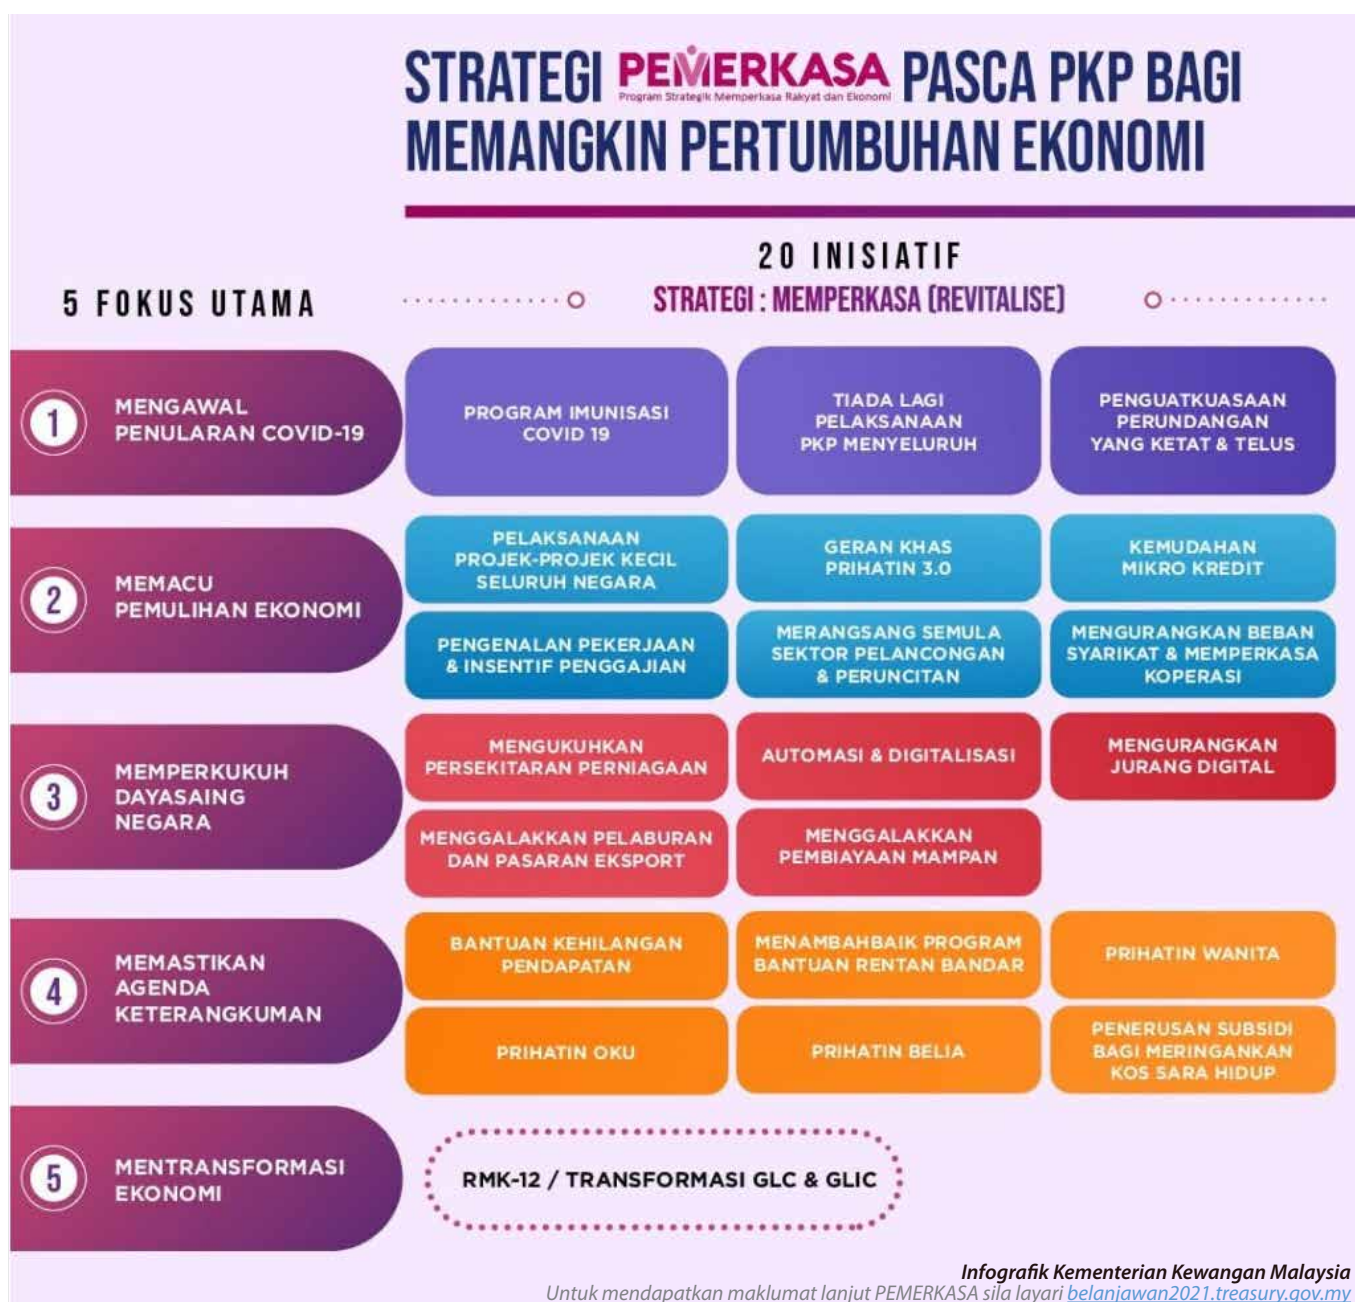 STRATEGI PEMERKASA PASCA PKP BAGI
Program Strategik Memperkasa Rakyat dan Ekonomi
MEMANGKIN PERTUMBUHAN EKONOMI
20 INISIATIF
STRATEGI : MEMPERKASA (REVITALISE)
5 FOKUS UTAMA
1
MENGAWAL
PENULARAN COVID-19
PROGRAM IMUNISASI
COVID 19
TIADA LAGI
PELAKSANAAN
PKP MENYELURUH
PENGUATKUASAAN
PERUNDANGAN
YANG KETAT & TELUS
2
MEMACU
PEMULIHAN EKONOMI
PELAKSANAAN
PROJEK-PROJEK KECIL
SELURUH NEGARA
GERAN KHAS
PRIHATIN 3.0
KEMUDAHAN
MIKRO KREDIT
PENGENALAN PEKERJAAN
& INSENTIF PENGGAJIAN
MERANGSANG SEMULA
SEKTOR PELANCONGAN
& PERUNCITAN
MENGURANGKAN BEBAN
SYARIKAT & MEMPERKASA
KOPERASI
3
MEMPERKUKUH
DAYASAING
NEGARA
MENGUKUHKAN
PERSEKITARAN PERNIAGAAN
AUTOMASI & DIGITALISASI
MENGURANGKAN
JURANG DIGITAL
MENGGALAKKAN PELABURAN
DAN PASARAN EKSPORT
MENGGALAKKAN
PEMBIAYAAN MAMPAN
4
MEMASTIKAN
AGENDA
KETERANGKUMAN
BANTUAN KEHILANGAN
PENDAPATAN
MENAMBAHBAIK PROGRAM
BANTUAN RENTAN BANDAR
PRIHATIN WANITA
PRIHATIN OKU
PRIHATIN BELIA
PENERUSAN SUBSIDI
BAGI MERINGANKAN
KOS SARA HIDUP
5
MENTRANSFORMASI
EKONOMI
RMK-12 / TRANSFORMASI GLC & GLIC
Infografik Kementerian Kewangan Malaysia
Untuk mendapatkan maklumat lanjut PEMERKASA sila layari belanjawan2021.treasury.gov.my